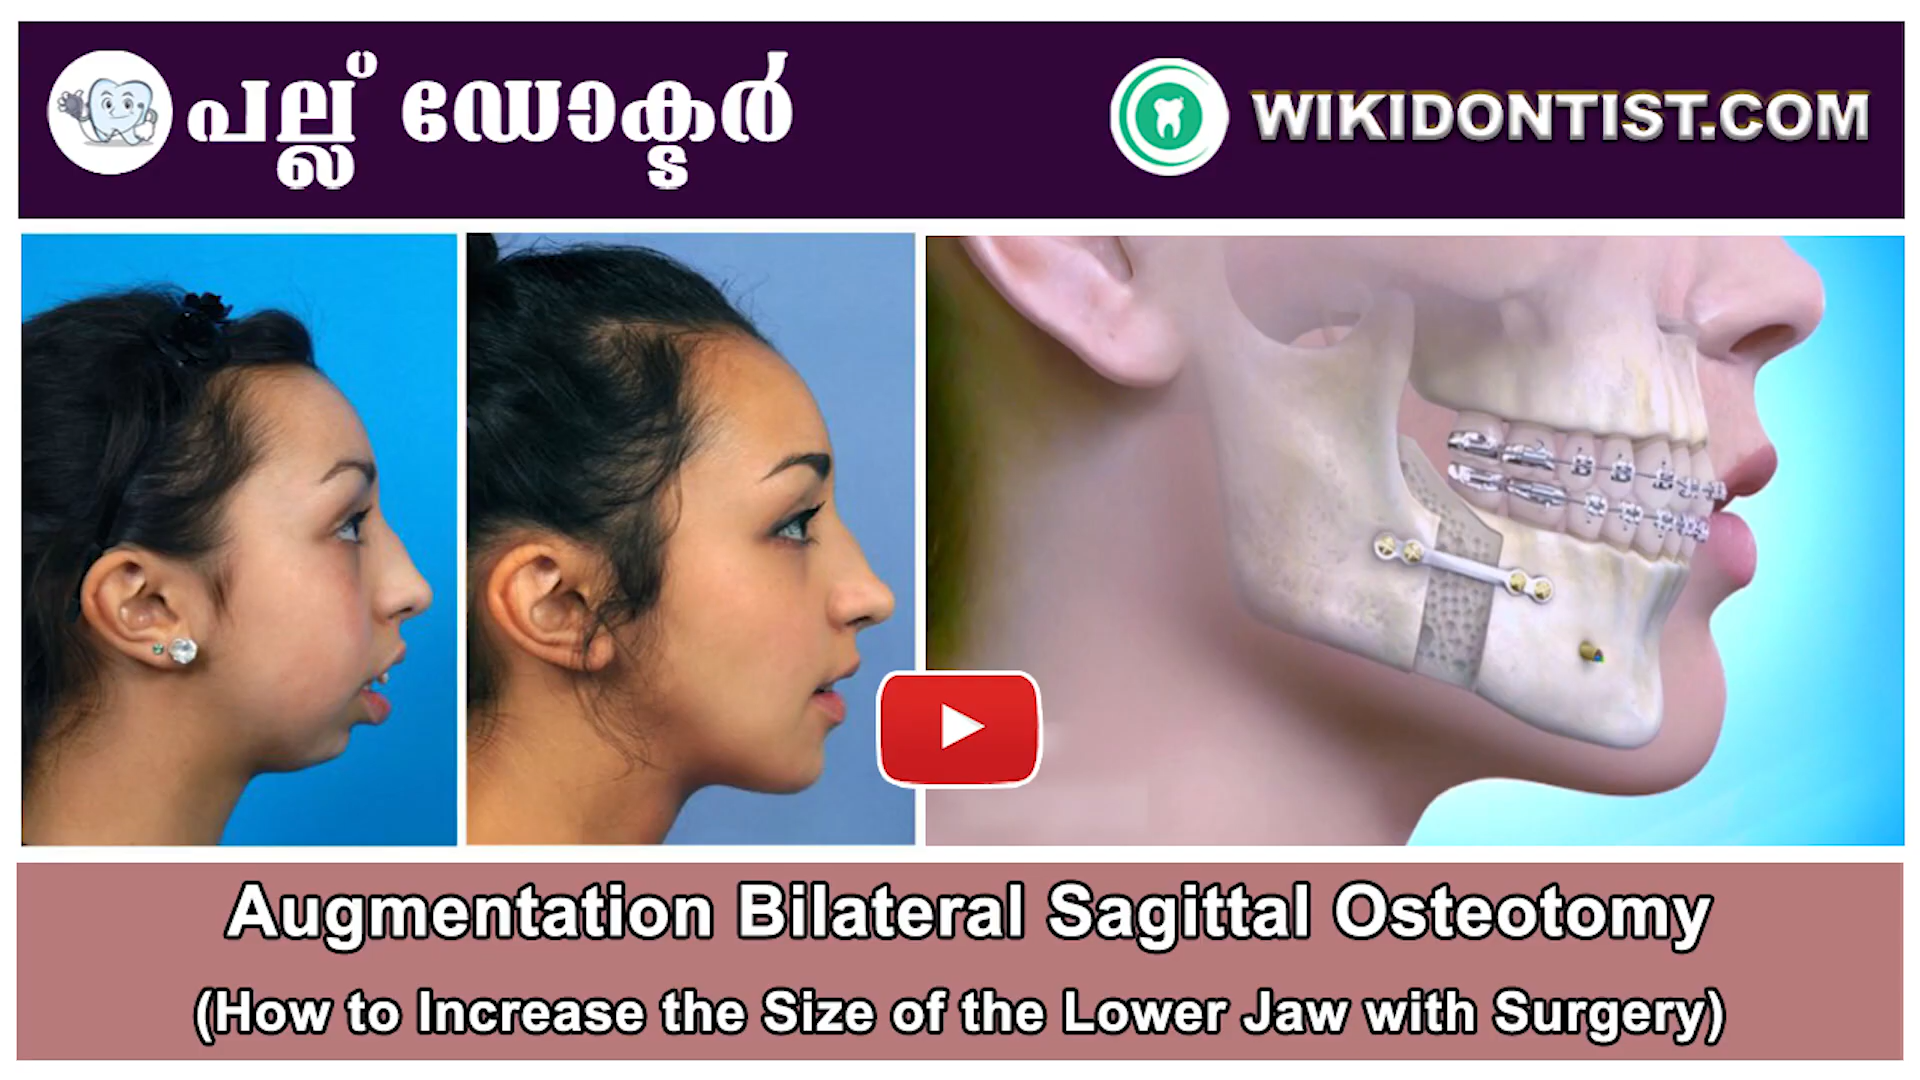 പല്ല് ഡോക്ടർ
WIKIDONTIST.COM
Augmentation Bilateral Sagittal Osteotomy
(How to Increase the Size of the Lower Jaw with Surgery)